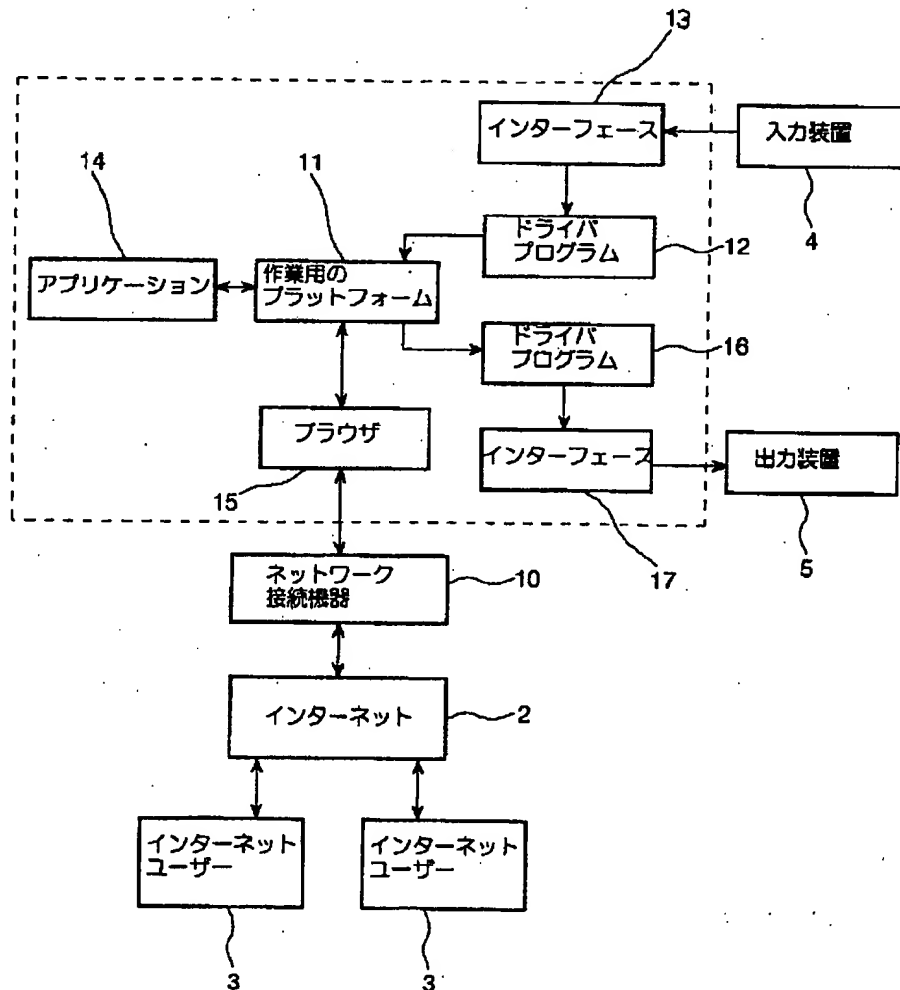 13
インターフェース
入力装置
14
11
4
ドライバ
プログラム
12
アプリケーション
作業用の
プラットフォーム
ドライバ
プログラム
16
ブラウザ
15
インターフェース
出力装置
17
5
ネットワーク
接続機器
10
インターネット
2
インターネット
ユーザー
インターネット
ユーザー
3
3